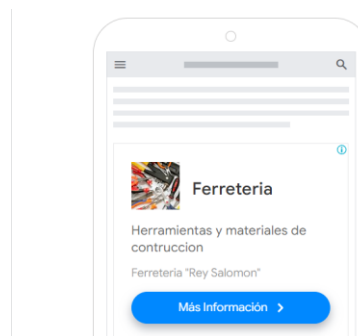 Ferreteria
Herramientas y materiales de
contruccion
Ferreteria "Rey Salomon"
Más Información